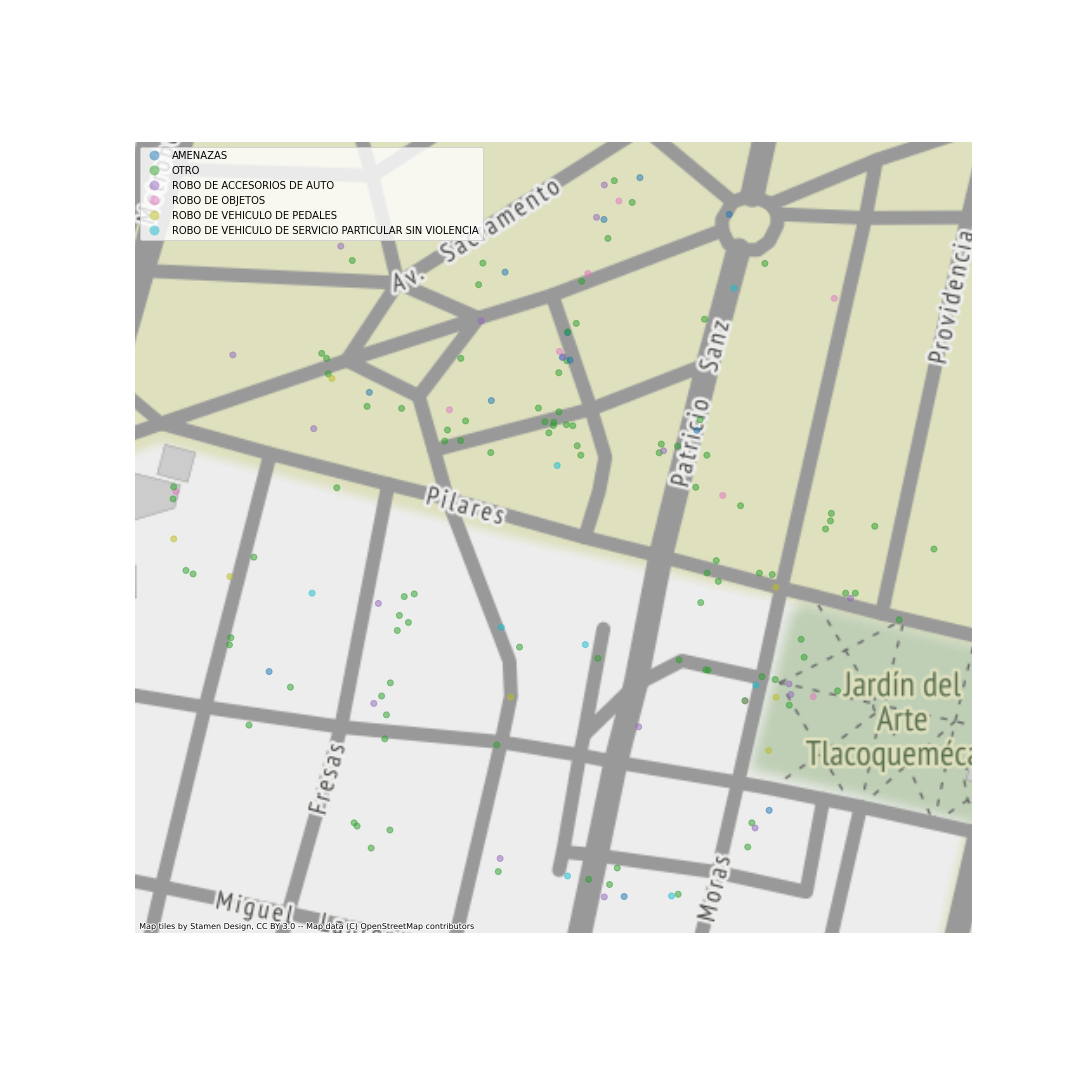 AMENAZAS
OTRO
ROBO DE ACCESORIOS DE AUTO
ROBO DE OBJETOS
ROBO DE VEHICULO DE PEDALES
ROBO DE VEHICULO DE SERVICIO PARTICULAR SIN VIOLENCIA
Av. Sacramento
Providencia
Patricio Sanz
Pilares
Jardín del
Arte
Tlacoqueméca
Fresas
Moras
Miguel
Map tiles by Stamen Design, CC BY 3.0 -- Map data (C) OpenStreetMap contributors